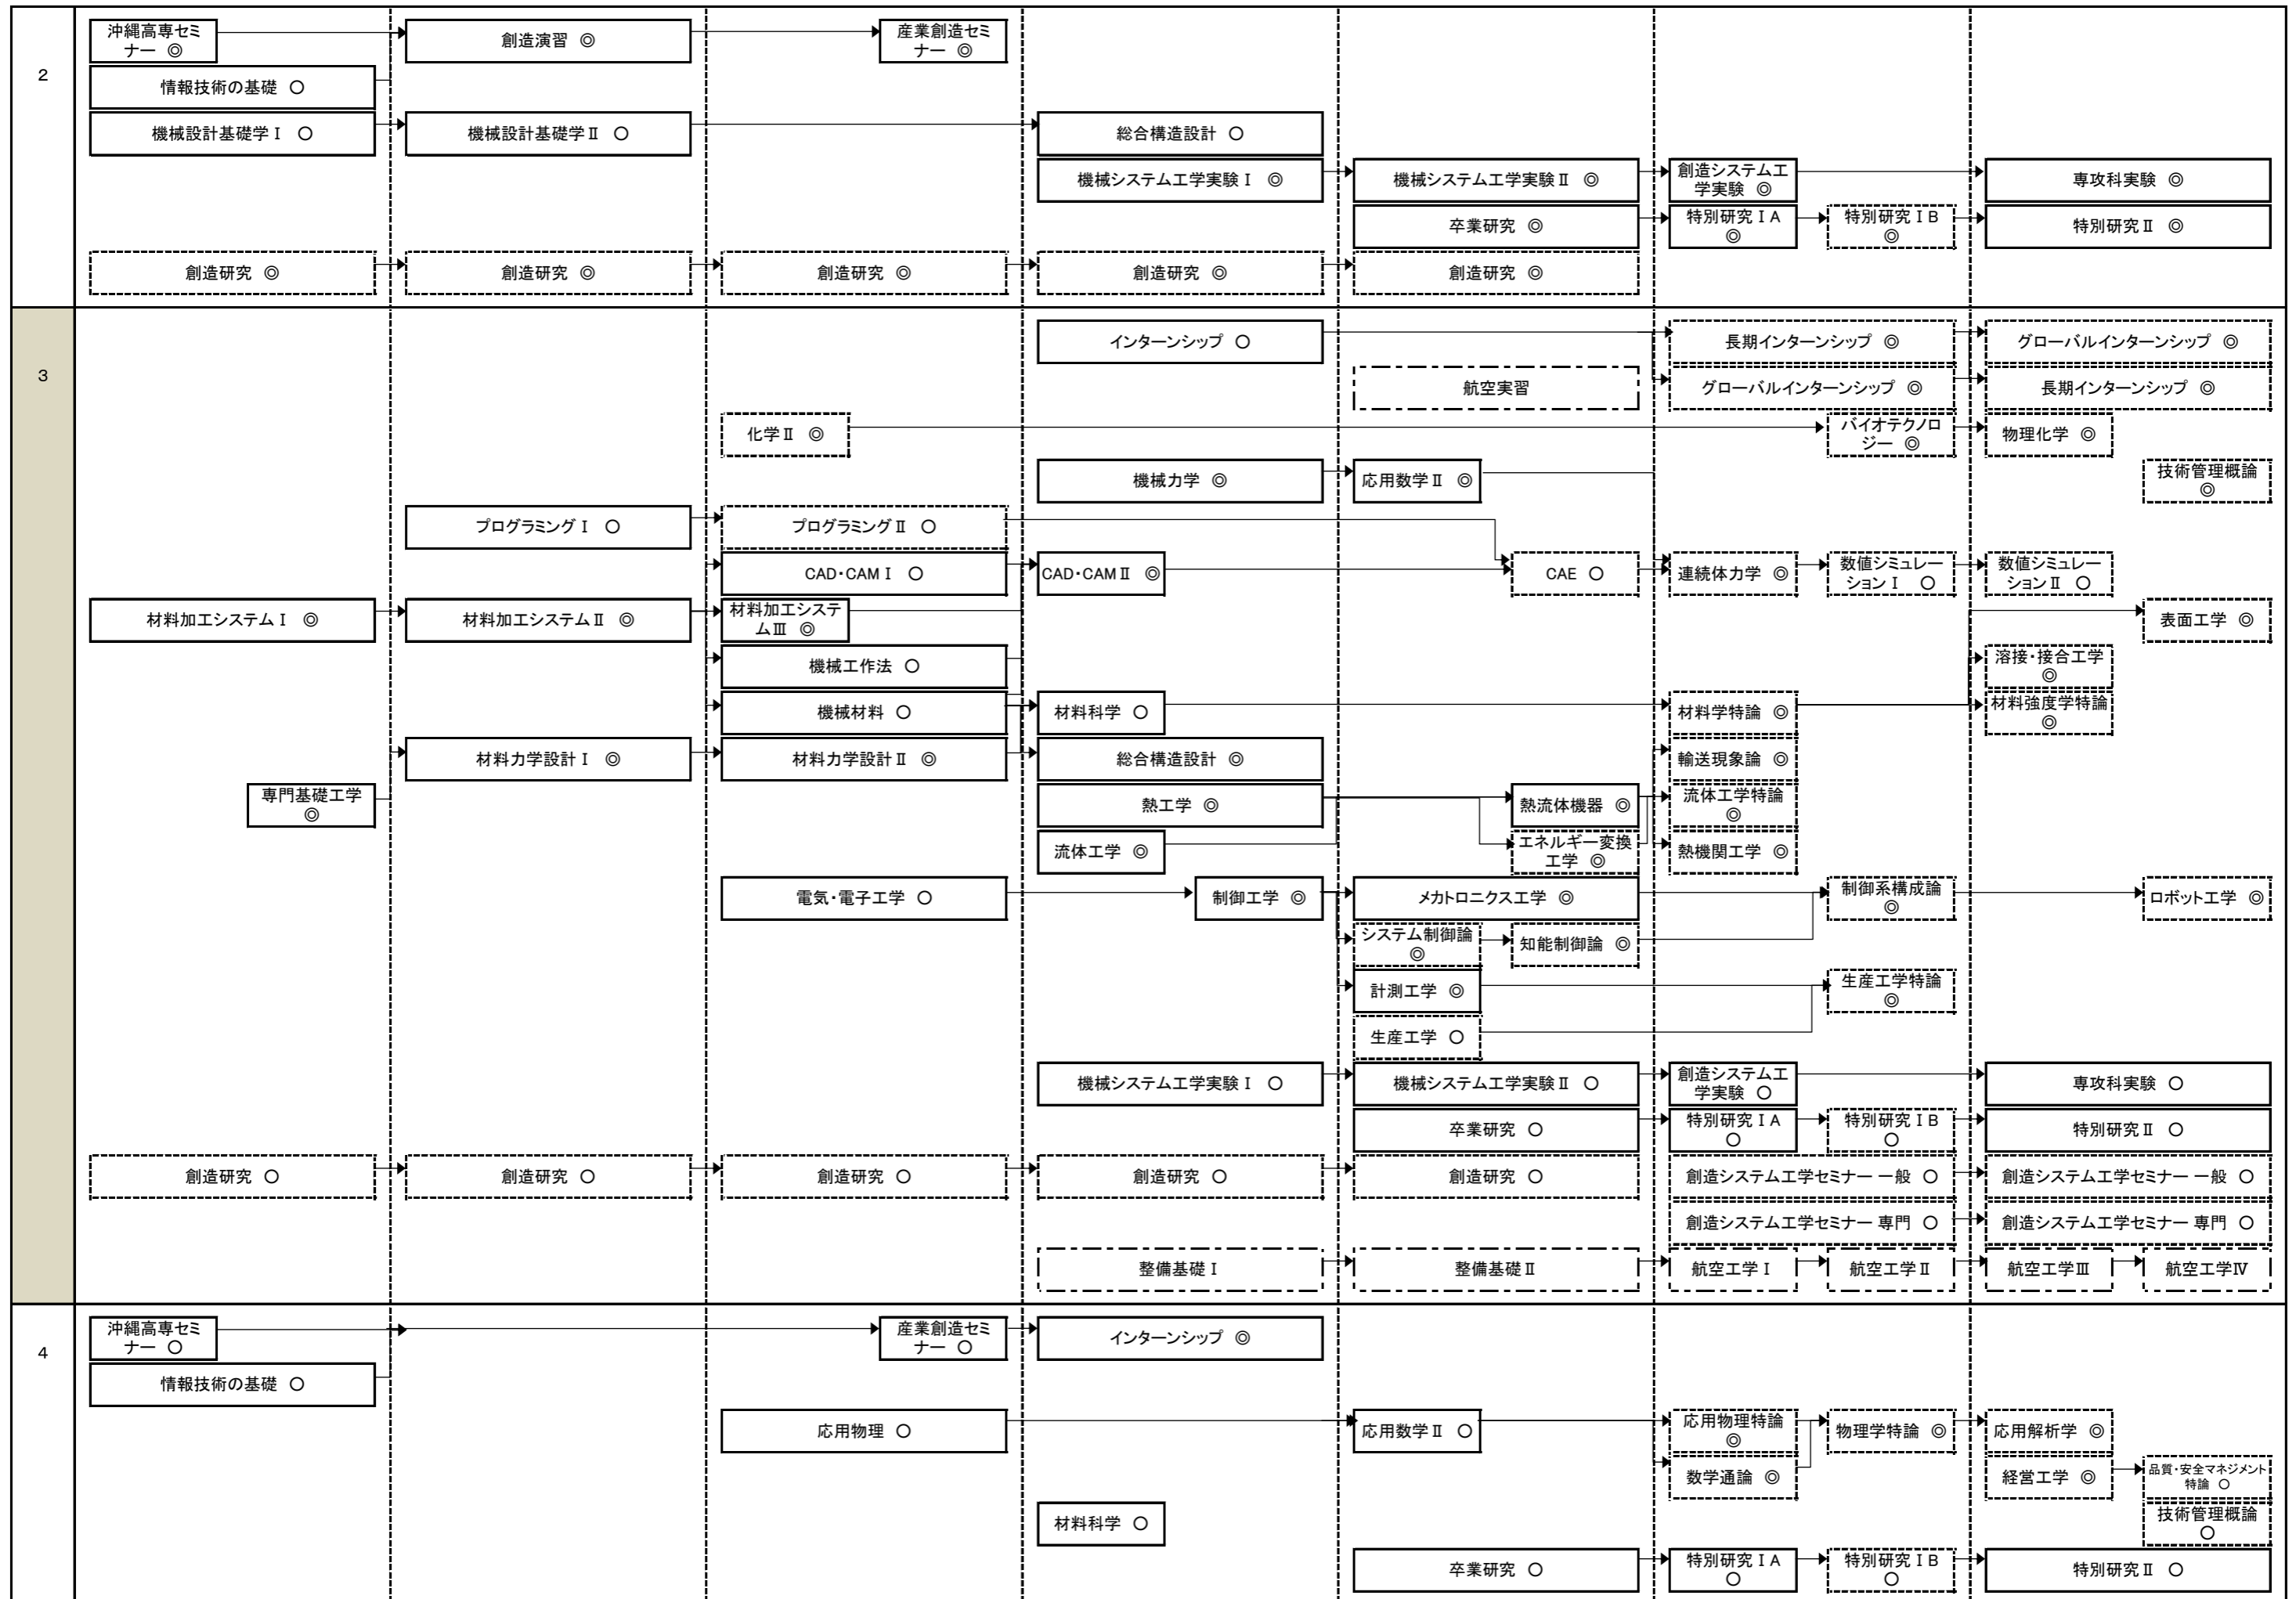 2
沖縄高専セミ
ナー ◎
創造演習 ◎
産業創造セミ
ナー ◎
情報技術の基礎 ○
機械設計基礎学Ⅰ ○
機械設計基礎学Ⅱ ○
総合構造設計 ○
機械システム工学実験Ⅰ ◎
機械システム工学実験Ⅱ ◎
創造システム工
学実験 ◎
専攻科実験 ◎
卒業研究 ◎
特別研究ⅠA
◎
特別研究ⅠB
◎
特別研究Ⅱ ◎
創造研究 ◎
創造研究 ◎
創造研究 ◎
創造研究 ◎
創造研究 ◎
3
インターンシップ ○
長期インターンシップ ◎
グローバルインターンシップ ◎
航空実習
グローバルインターンシップ ◎
長期インターンシップ ◎
化学Ⅱ ◎
バイオテクノロ
ジー ◎
物理化学 ◎
機械力学 ◎
応用数学Ⅱ ◎
技術管理概論
◎
プログラミングⅠ ○
プログラミングⅡ ○
CAD・CAMⅠ ○
CAD・CAMⅡ ◎
CAE ○
連続体力学 ◎
数値シミュレー
ションⅠ ○
数値シミュレー
ションⅡ ○
材料加工システムⅠ ◎
材料加工システムⅡ ◎
材料加工システ
ムⅢ ◎
表面工学 ◎
機械工作法 ○
溶接・接合工学
◎
機械材料 ○
材料科学 ○
材料学特論 ◎
材料強度学特論
◎
材料力学設計Ⅰ ◎
材料力学設計Ⅱ ◎
総合構造設計 ◎
輸送現象論 ◎
専門基礎工学
◎
熱工学 ◎
熱流体機器 ◎
流体工学特論
◎
流体工学 ◎
エネルギー変換
工学 ◎
熱機関工学 ◎
電気・電子工学 ○
制御工学 ◎
メカトロニクス工学 ◎
制御系構成論
◎
ロボット工学 ◎
システム制御論
◎
知能制御論 ◎
計測工学 ◎
生産工学特論
◎
生産工学 ○
機械システム工学実験Ⅰ ○
機械システム工学実験Ⅱ ○
創造システム工
学実験 ○
専攻科実験 ○
卒業研究 ○
特別研究ⅠA
○
特別研究ⅠB
○
特別研究Ⅱ ○
創造研究 ○
創造研究 ○
創造研究 ○
創造研究 ○
創造研究 ○
創造システム工学セミナー 一般 ○
創造システム工学セミナー 一般 ○
創造システム工学セミナー 専門 ○
創造システム工学セミナー 専門 ○
整備基礎Ⅰ
整備基礎Ⅱ
航空工学Ⅰ
航空工学Ⅱ
航空工学Ⅲ
航空工学Ⅳ
4
沖縄高専セミ
ナー ○
産業創造セミ
ナー ○
インターンシップ ◎
情報技術の基礎 ○
応用物理 ○
応用数学Ⅱ ○
応用物理特論
◎
物理学特論 ◎
応用解析学 ◎
数学通論 ◎
経営工学 ◎
品質・安全マネジメント
特論 ○
材料科学 ○
技術管理概論
○
卒業研究 ○
特別研究ⅠA
○
特別研究ⅠB
○
特別研究Ⅱ ○